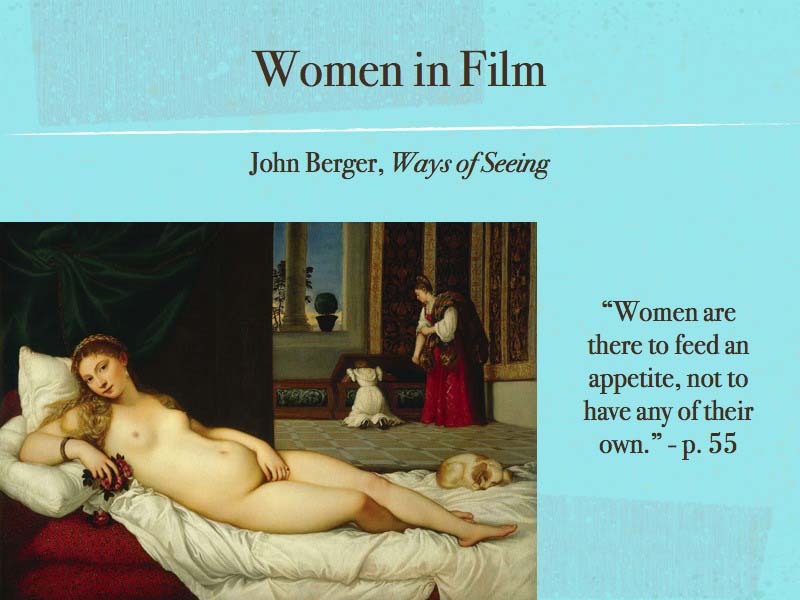 Women in Film
John Berger, Ways of Seeing
“Women are
there to feed an
appetite, not to
have any of their
own.” - p. 55